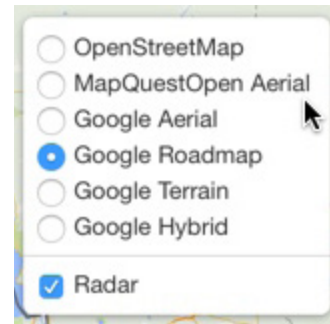 OpenStreetMap
MapQuestOpen Aerial
Google Aerial
Google Roadmap
Google Terrain
Google Hybrid
Radar